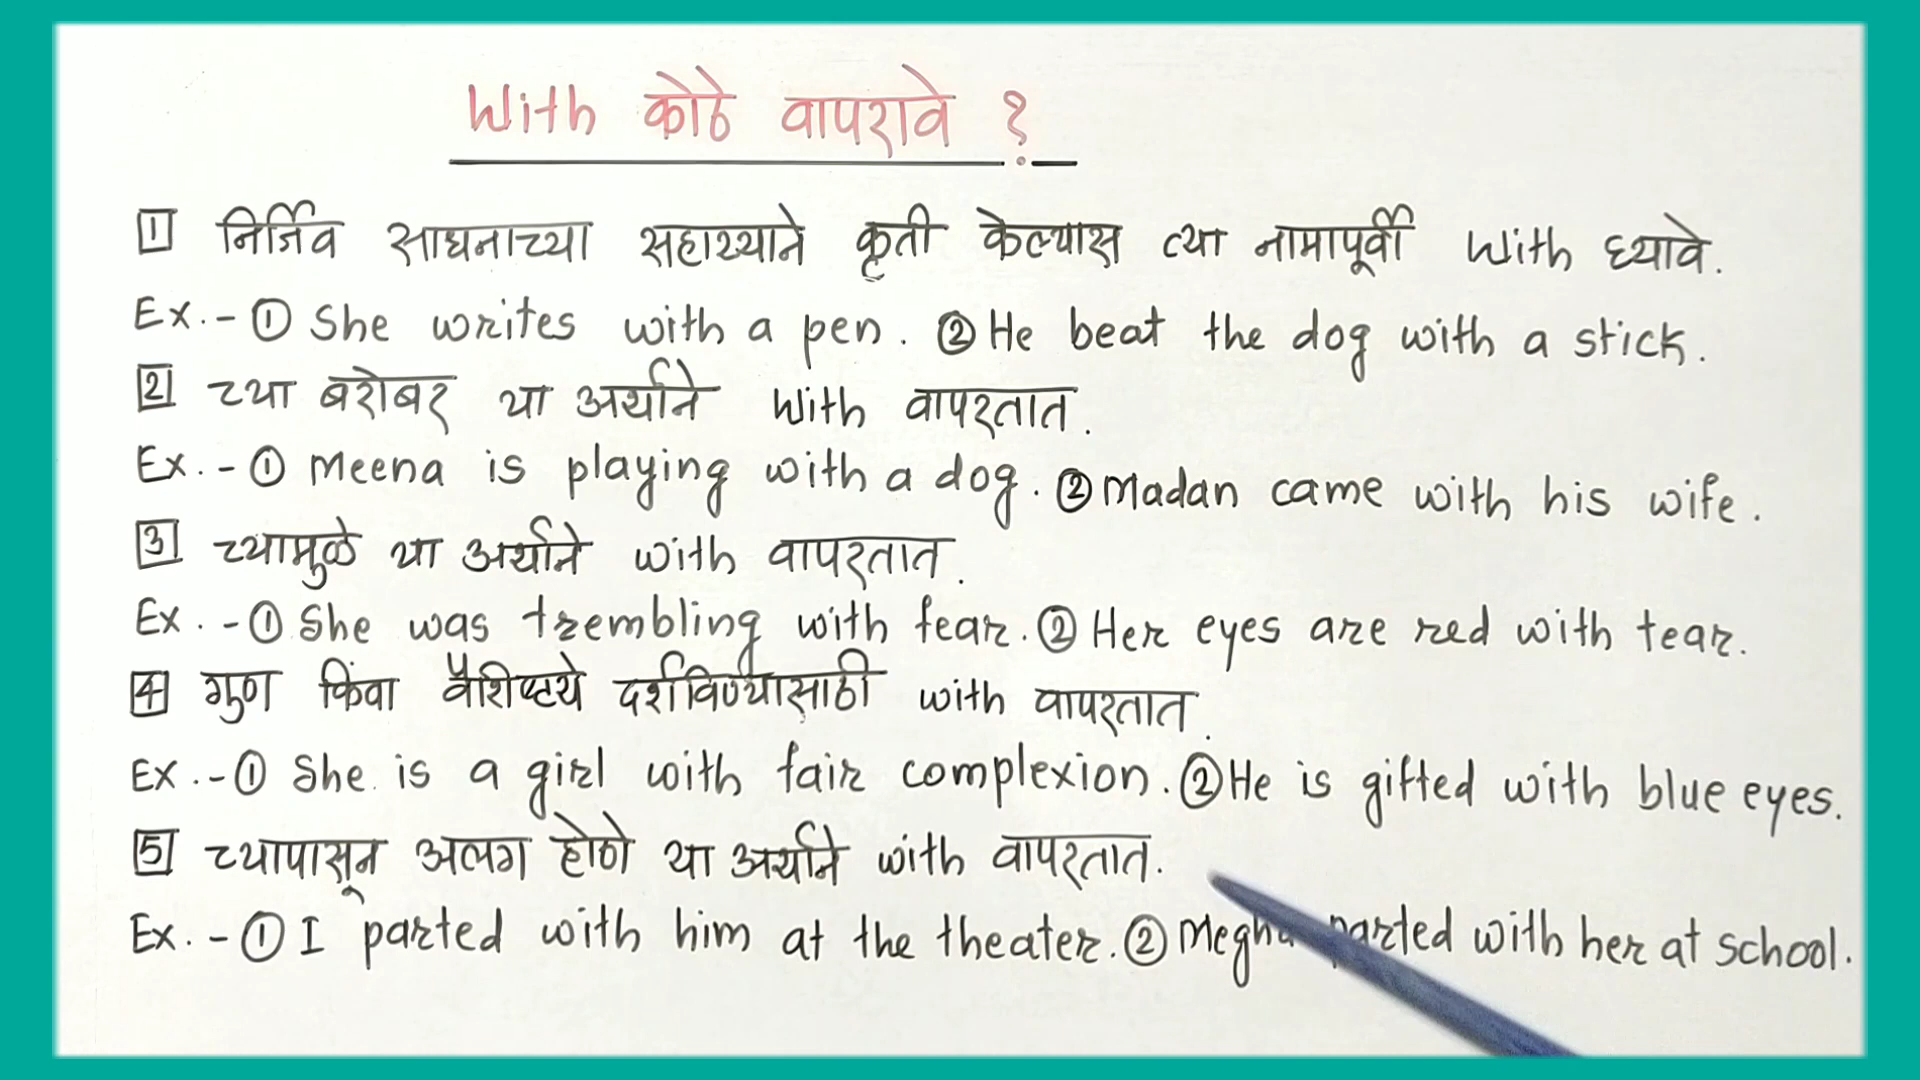 With कोठे वापरावे ?
1 निर्जिव साधनाच्या सहाय्याने कृती केल्यास त्या नामापूर्वी With घ्यावे.
Ex.- ① She writes with a pen. ② He beat the dog with a stick.
2 च्या बरोबर या अर्थाने With वापरतात.
Ex.- ① Meena is playing with a dog. ② Madan came with his wife.
3 च्यामुळे या अर्थाने with वापरतात.
Ex.- ① She was trembling with fear. ② Her eyes are red with tear.
4 गुण किंवा वैशिष्ट्ये दर्शविण्यासाठी with वापरतात.
Ex.- ① She is a girl with fair complexion. ② He is gifted with blue eyes.
5 च्यापासून अलग होणे या अर्थाने with वापरतात.
Ex.- ① I parted with him at the theater. ② Megha parted with her at school.